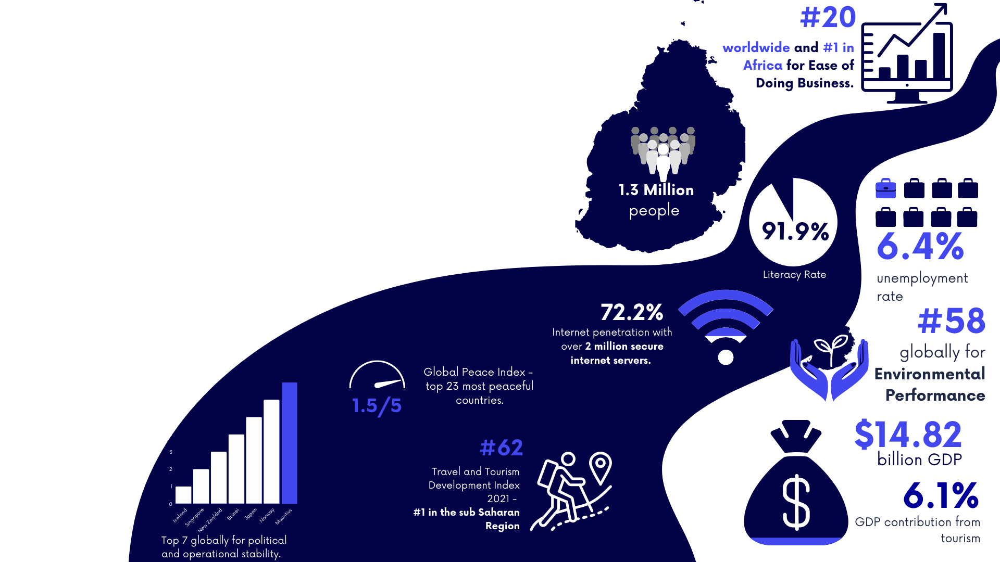 #20
worldwide and #1 in
Africa for Ease of
Doing Business.
1.3 Million
people
91.9%
Literacy Rate
6.4%
unemployment
rate
72.2%
Internet penetration with
over 2 million secure
internet servers.
#58
globally for
Environmental
Performance
1.5/5
Global Peace Index -
top 23 most peaceful
countries.
$14.82
billion GDP
#62
Travel and Tourism
Development Index
2021 -
#1 in the sub Saharan
Region
$
6.1%
GDP contribution from
tourism
3
2
1
0
Iceland
Singapore
New Zealdnd
Brunei
Japan
Norway
Mauritius
Top 7 globally for political
and operational stability.